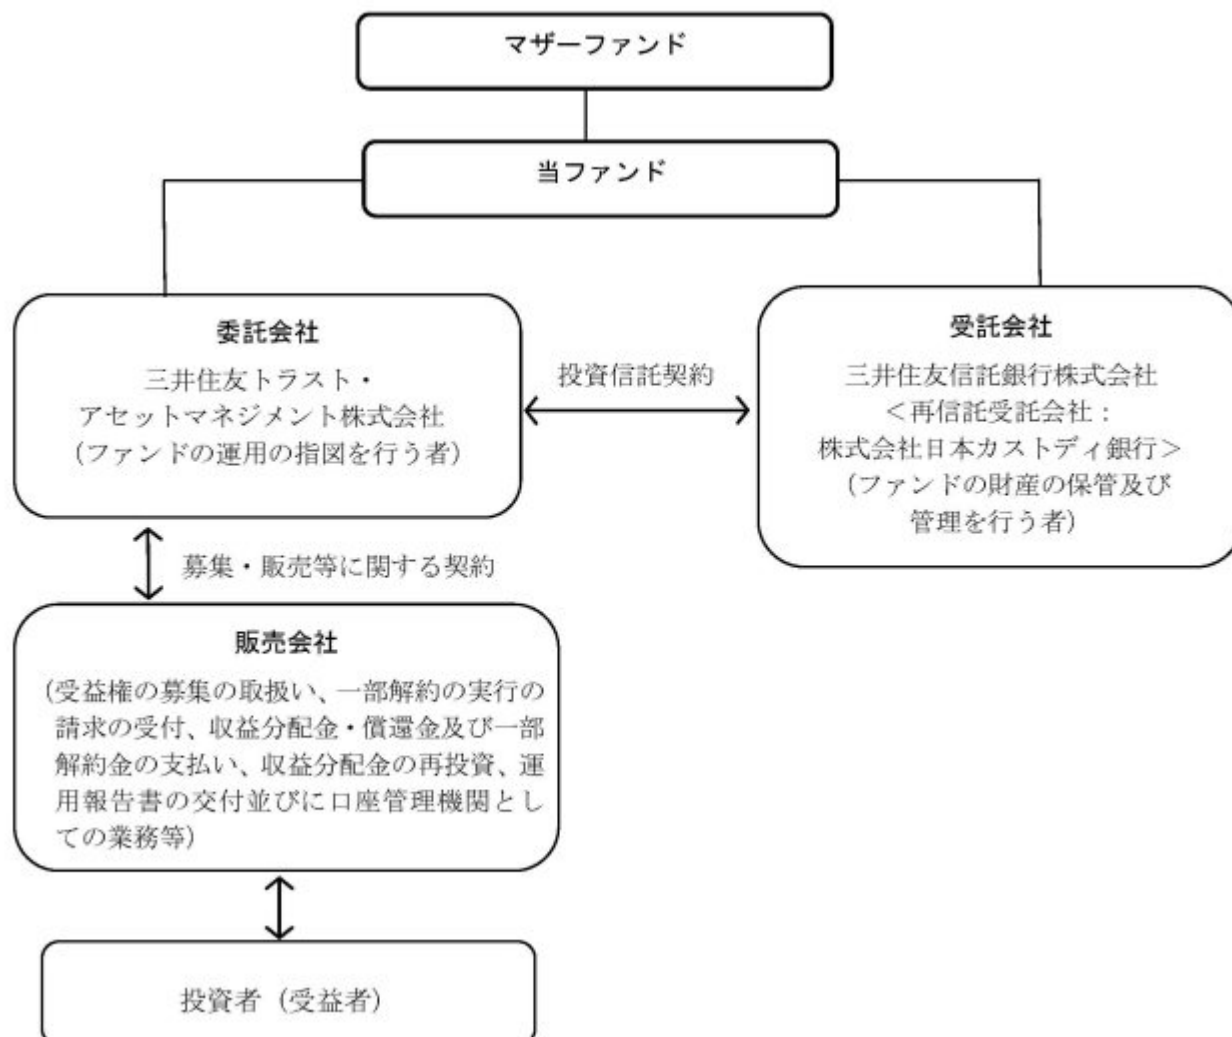 マザーファンド
当ファンド
委託会社
三井住友トラスト・
アセットマネジメント株式会社
（ファンドの運用の指図を行う者）
投資信託契約
受託会社
三井住友信託銀行株式会社
＜再信託受託会社：
株式会社日本カストディ銀行＞
（ファンドの財産の保管及び
管理を行う者）
募集・販売等に関する契約
販売会社
（受益権の募集の取扱い、一部解約の実行の
請求の受付、収益分配金・償還金及び一部
解約金の支払い、収益分配金の再投資、運
用報告書の交付並びに口座管理機関とし
ての業務等）
投資者（受益者）